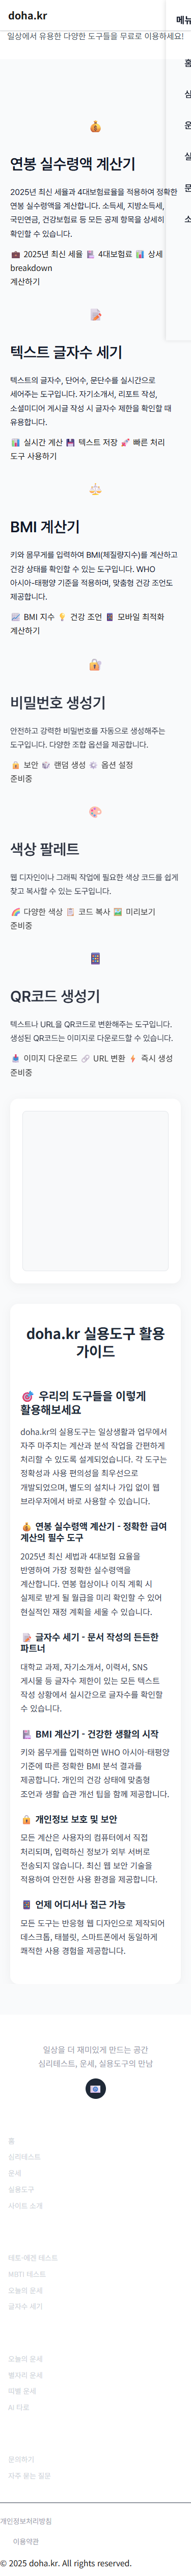 doha.kr
메뉴
일상에서 유용한 다양한 도구들을 무료로 이용하세요!
홈
심
운
실
문
소
연봉 실수령액 계산기
2025년 최신 세율과 4대보험료율을 적용하여 정확한
연봉 실수령액을 계산합니다. 소득세, 지방소득세,
국민연금, 건강보험료 등 모든 공제 항목을 상세히
확인할 수 있습니다.
2025년 최신 세율 4대보험료 상세
breakdown
계산하기
텍스트 글자수 세기
텍스트의 글자수, 단어수, 문단수를 실시간으로
세어주는 도구입니다. 자기소개서, 리포트 작성,
소셜미디어 게시글 작성 시 글자수 제한을 확인할 때
유용합니다.
실시간 계산 텍스트 저장 빠른 처리
도구 사용하기
BMI 계산기
키와 몸무게를 입력하여 BMI(체질량지수)를 계산하고
건강 상태를 확인할 수 있는 도구입니다. WHO
아시아-태평양 기준을 적용하며, 맞춤형 건강 조언도
제공합니다.
BMI 지수 건강 조언 모바일 최적화
계산하기
비밀번호 생성기
안전하고 강력한 비밀번호를 자동으로 생성해주는
도구입니다. 다양한 조합 옵션을 제공합니다.
보안 랜덤 생성 옵션 설정
준비중
색상 팔레트
웹 디자인이나 그래픽 작업에 필요한 색상 코드를 쉽게
찾고 복사할 수 있는 도구입니다.
다양한 색상 코드 복사 미리보기
준비중
QR코드 생성기
텍스트나 URL을 QR코드로 변환해주는 도구입니다.
생성된 QR코드는 이미지로 다운로드할 수 있습니다.
이미지 다운로드 URL 변환 즉시 생성
준비중
doha.kr 실용도구 활용
가이드
우리의 도구들을 이렇게
활용해보세요
doha.kr의 실용도구는 일상생활과 업무에서
자주 마주치는 계산과 분석 작업을 간편하게
처리할 수 있도록 설계되었습니다. 각 도구는
정확성과 사용 편의성을 최우선으로
개발되었으며, 별도의 설치나 가입 없이 웹
브라우저에서 바로 사용할 수 있습니다.
연봉 실수령액 계산기 - 정확한 급여
계산의 필수 도구
2025년 최신 세법과 4대보험 요율을
반영하여 가장 정확한 실수령액을
계산합니다. 연봉 협상이나 이직 계획 시
실제로 받게 될 월급을 미리 확인할 수 있어
현실적인 재정 계획을 세울 수 있습니다.
글자수 세기 - 문서 작성의 든든한
파트너
대학교 과제, 자기소개서, 이력서, SNS
게시물 등 글자수 제한이 있는 모든 텍스트
작성 상황에서 실시간으로 글자수를 확인할
수 있습니다.
BMI 계산기 - 건강한 생활의 시작
키와 몸무게를 입력하면 WHO 아시아-태평양
기준에 따른 정확한 BMI 분석 결과를
제공합니다. 개인의 건강 상태에 맞춤형
조언과 생활 습관 개선 팁을 함께 제공합니다.
개인정보 보호 및 보안
모든 계산은 사용자의 컴퓨터에서 직접
처리되며, 입력하신 정보가 외부 서버로
전송되지 않습니다. 최신 웹 보안 기술을
적용하여 안전한 사용 환경을 제공합니다.
언제 어디서나 접근 가능
모든 도구는 반응형 웹 디자인으로 제작되어
데스크톱, 태블릿, 스마트폰에서 동일하게
쾌적한 사용 경험을 제공합니다.
일상을 더 재미있게 만드는 공간
심리테스트, 운세, 실용도구의 만남
홈
심리테스트
운세
실용도구
사이트 소개
테토-에겐 테스트
MBTI 테스트
오늘의 운세
글자수 세기
오늘의 운세
별자리 운세
띠별 운세
AI 타로
문의하기
자주 묻는 질문
개인정보처리방침
이용약관
© 2025 doha.kr. All rights reserved.